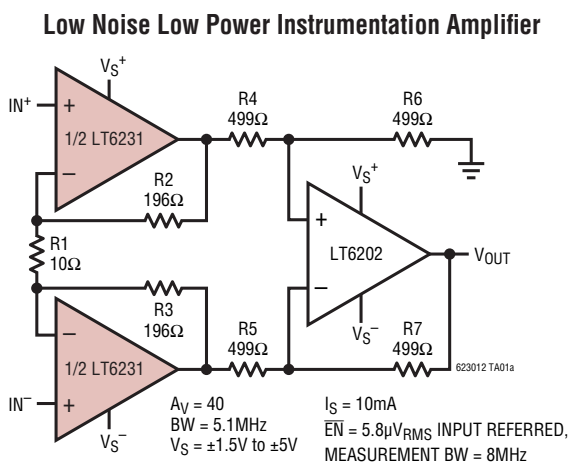 Low Noise Low Power Instrumentation Amplifier
VS+
IN+
+
1/2 LT6231
–
R4
499Ω
R6
499Ω
R2
196Ω
VS+
R1
10Ω
+
LT6202
–
VOUT
R3
196Ω
VS–
–
1/2 LT6231
+
IN–
VS–
R5
499Ω
R7
499Ω
623012 TA01a
AV = 40
BW = 5.1MHz
VS = ±1.5V to ±5V
IS = 10mA
E̅N̅ = 5.8µVRMS INPUT REFERRED,
MEASUREMENT BW = 8MHz